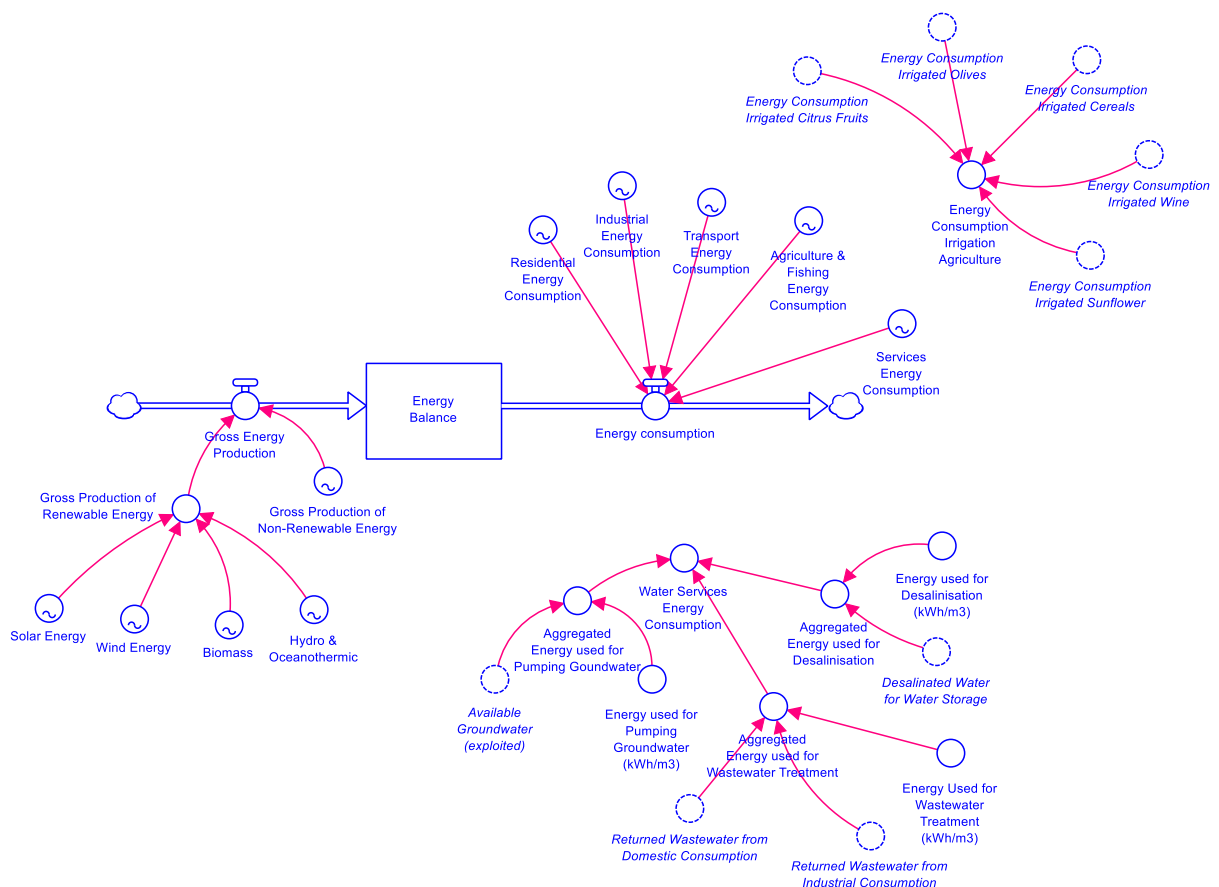 Energy Consumption
Irrigated Olives
Energy Consumption
Irrigated Cereals
Energy Consumption
Irrigated Citrus Fruits
Energy Consumption
Irrigated Wine
Energy
Consumption
Irrigation
Agriculture
Energy Consumption
Irrigated Sunflower
Industrial
Energy
Consumption
Transport
Energy
Consumption
Residential
Energy
Consumption
Agriculture &
Fishing
Energy
Consumption
Services
Energy
Consumption
Energy
Balance
Gross Energy
Production
Energy consumption
Gross Production of
Renewable Energy
Gross Production of
Non-Renewable Energy
Solar Energy
Wind Energy
Biomass
Hydro &
Oceanothermic
Water Services
Energy
Consumption
Energy used for
Desalinisation
(kWh/m3)
Aggregated
Energy used for
Pumping Goundwater
Aggregated
Energy used for
Desalinisation
Desalinated Water
for Water Storage
Available
Groundwater
(exploited)
Energy used for
Pumping
Groundwater
(kWh/m3)
Aggregated
Energy used for
Wastewater Treatment
Energy Used for
Wastewater
Treatment
(kWh/m3)
Returned Wastewater from
Domestic Consumption
Returned Wastewater from
Industrial Consumption